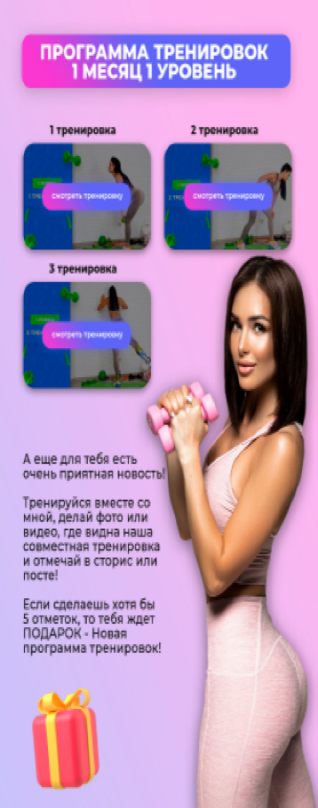 ПРОГРАММА ТРЕНИРОВОК
1 МЕСЯЦ 1 УРОВЕНЬ
1 тренировка
2 тренировка
смотреть тренировку
смотреть тренировку
3 тренировка
смотреть тренировку
А еще для тебя есть
очень приятная новость!
Тренируйся вместе со
мной, делай фото или
видео, где видна наша
совместная тренировка
и отмечай в сторис или
посте!
Если сделаешь хотя бы
5 отметок, то тебя ждет
ПОДАРОК - Новая
программа тренировок!